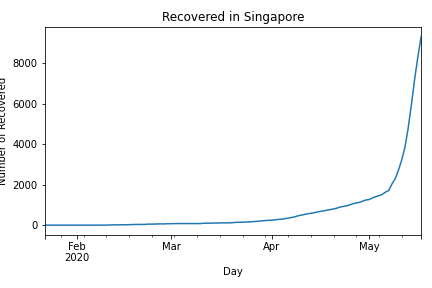 Recovered in Singapore
Number of Recovered
8000
6000
4000
2000
0
Feb
2020
Mar
Apr
May
Day